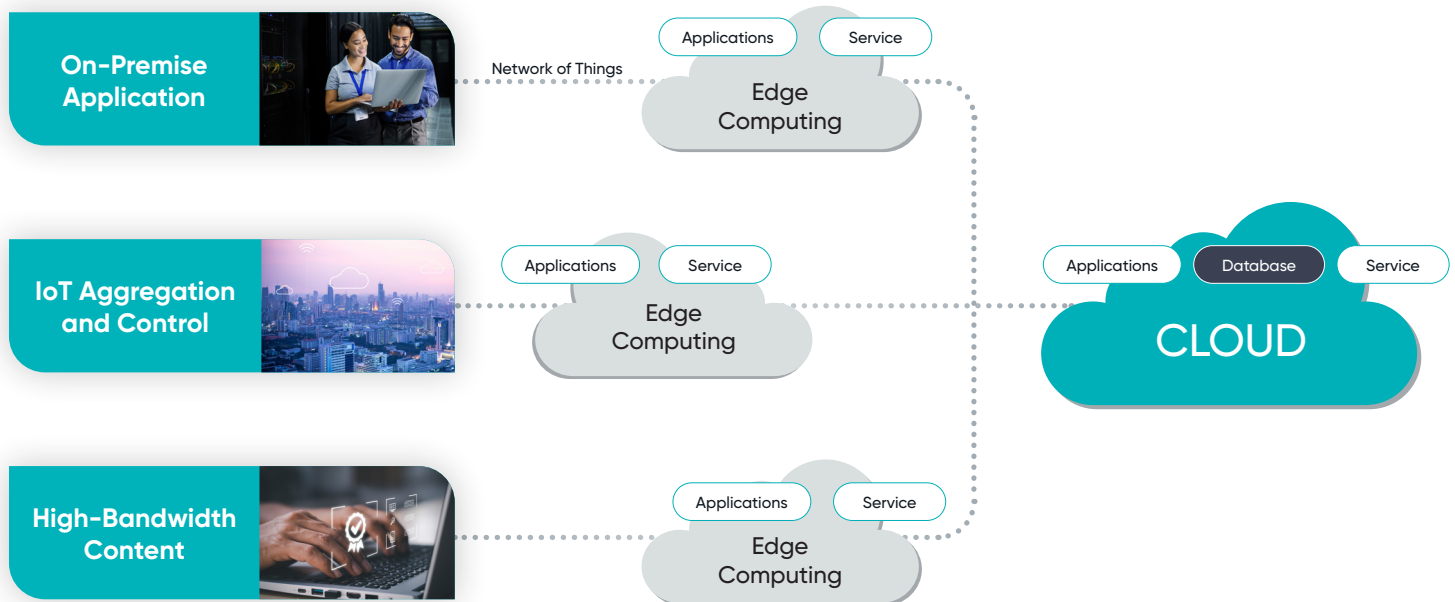 On-Premise
Application
Network of Things
Applications
Service
Edge
Computing
IoT Aggregation
and Control
Applications
Service
Edge
Computing
Applications
Database
Service
CLOUD
High-Bandwidth
Content
Applications
Service
Edge
Computing